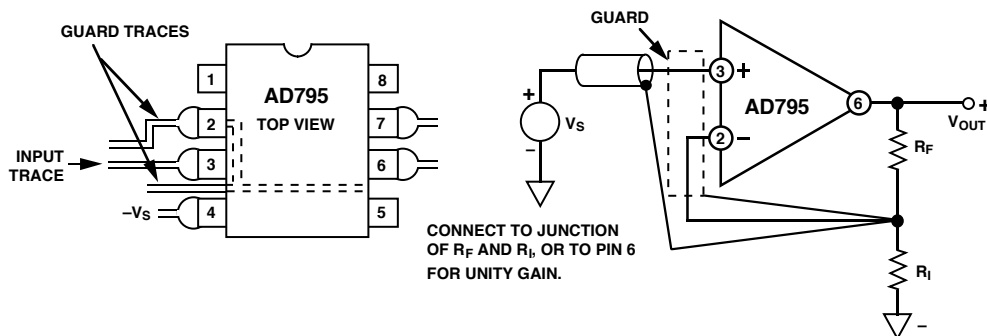 GUARD TRACES
INPUT
TRACE
–VS
1
2
3
4
AD795
TOP VIEW
8
7
6
5
GUARD
+
VS
–
3
+
2
–
AD795
6
+
VOUT
RF
RI
–
CONNECT TO JUNCTION
OF RF AND RI, OR TO PIN 6
FOR UNITY GAIN.